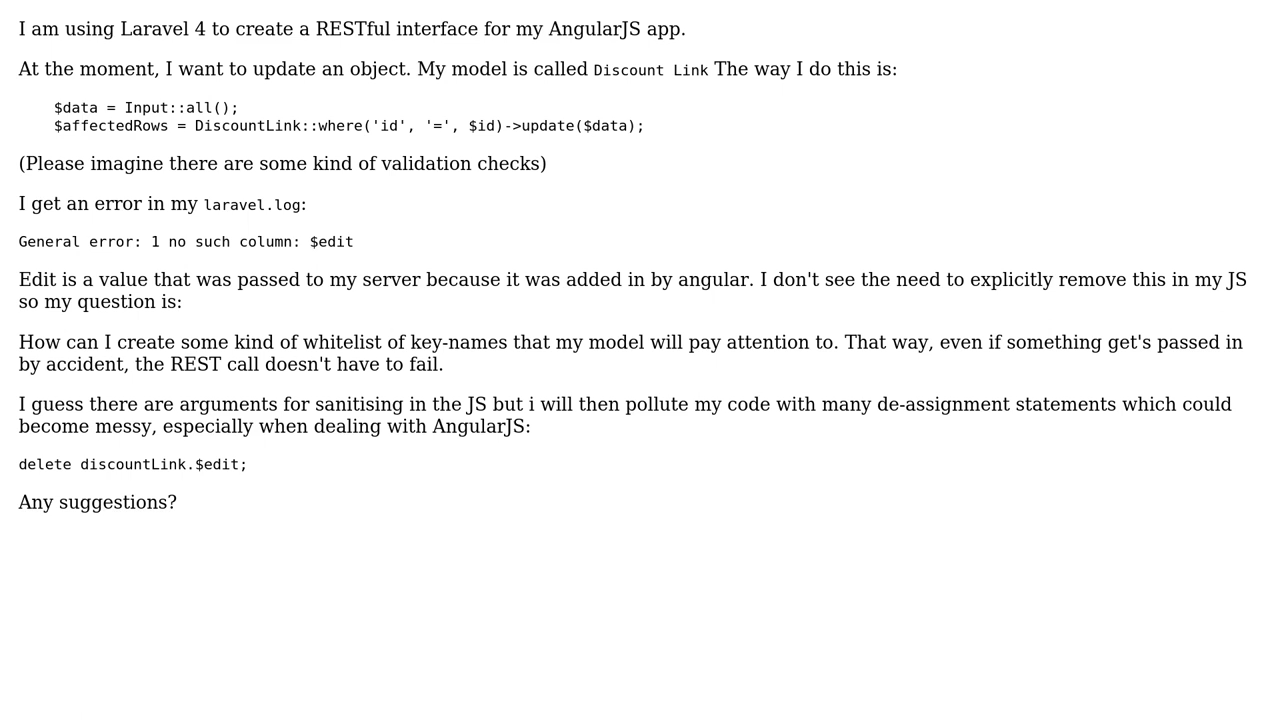 I am using Laravel 4 to create a RESTful interface for my AngularJS app.
At the moment, I want to update an object. My model is called Discount Link The way I do this is:
$data = Input::all();
$affectedRows = DiscountLink::where('id', '=', $id)->update($data);
(Please imagine there are some kind of validation checks)
I get an error in my laravel.log:
General error: 1 no such column: $edit
Edit is a value that was passed to my server because it was added in by angular. I don't see the need to explicitly remove this in my JS
so my question is:
How can I create some kind of whitelist of key-names that my model will pay attention to. That way, even if something get's passed in
by accident, the REST call doesn't have to fail.
I guess there are arguments for sanitising in the JS but i will then pollute my code with many de-assignment statements which could
become messy, especially when dealing with AngularJS:
delete discountLink.$edit;
Any suggestions?